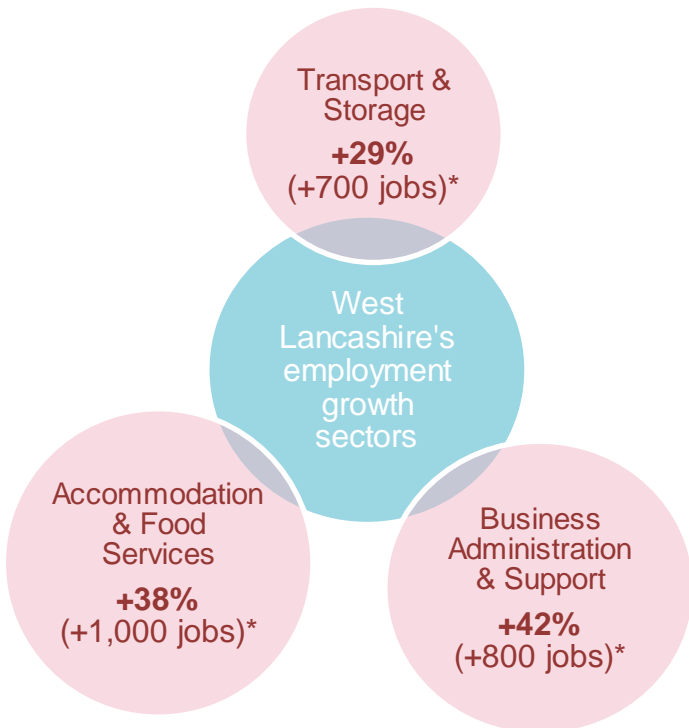 Transport &
Storage
+29%
(+700 jobs)*
West
Lancashire's
employment
growth
sectors
Accommodation
& Food
Services
+38%
(+1,000 jobs)*
Business
Administration
& Support
+42%
(+800 jobs)*